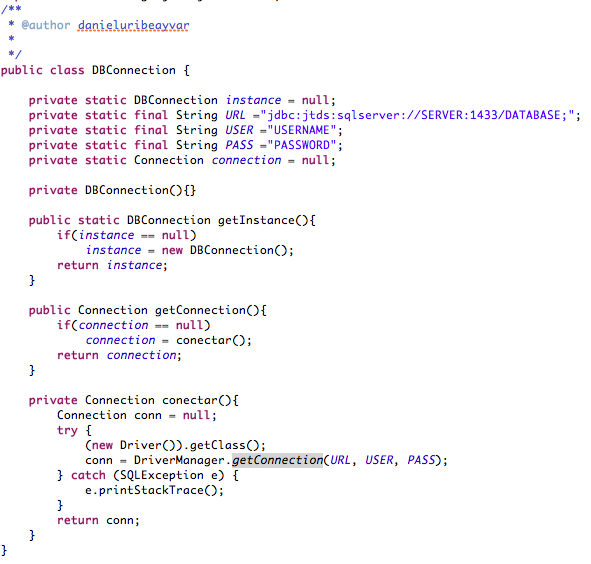 /**
 * @author danieluribeayvar
 *
 */
public class DBConnection {
    private static DBConnection instance = null;
    private static final String URL ="jdbc:jtds:sqlserver://SERVER:1433/DATABASE;";
    private static final String USER ="USERNAME";
    private static final String PASS ="PASSWORD";
    private static Connection connection = null;
    private DBConnection(){}
    public static DBConnection getInstance(){
        if(instance == null)
            instance = new DBConnection();
        return instance;
    }
    public Connection getConnection(){
        if(connection == null)
            connection = conectar();
        return connection;
    }
    private Connection conectar(){
        Connection conn = null;
        try {
            (new Driver()).getClass();
            conn = DriverManager.getConnection(URL, USER, PASS);
        } catch (SQLException e) {
            e.printStackTrace();
        }
        return conn;
    }
}